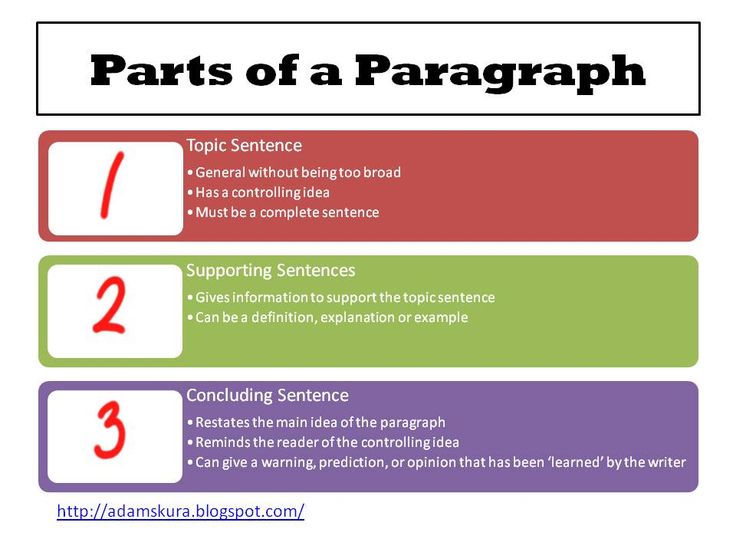 Parts of a Paragraph
1
Topic Sentence
•General without being too broad
•Has a controlling idea
•Must be a complete sentence
2
Supporting Sentences
•Gives information to support the topic sentence
•Can be a definition, explanation or example
3
Concluding Sentence
•Restates the main idea of the paragraph
•Reminds the reader of the controlling idea
•Can give a warning, prediction, or opinion that has been ‘learned’ by the writer
http://adamskura.blogspot.com/